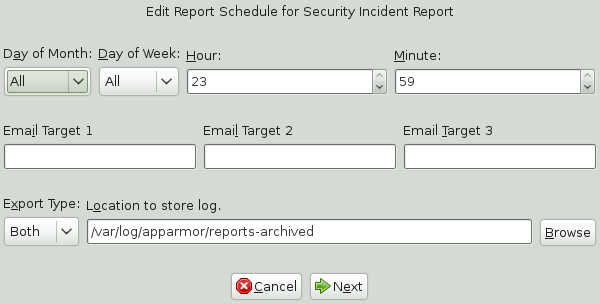 Edit Report Schedule for Security Incident Report
Day of Month: Day of Week: Hour: Minute:
All All 23 59
Email Target 1 Email Target 2 Email Target 3
Export Type: Location to store log.
Both /var/log/apparmor/reports-archived Browse
Cancel Next